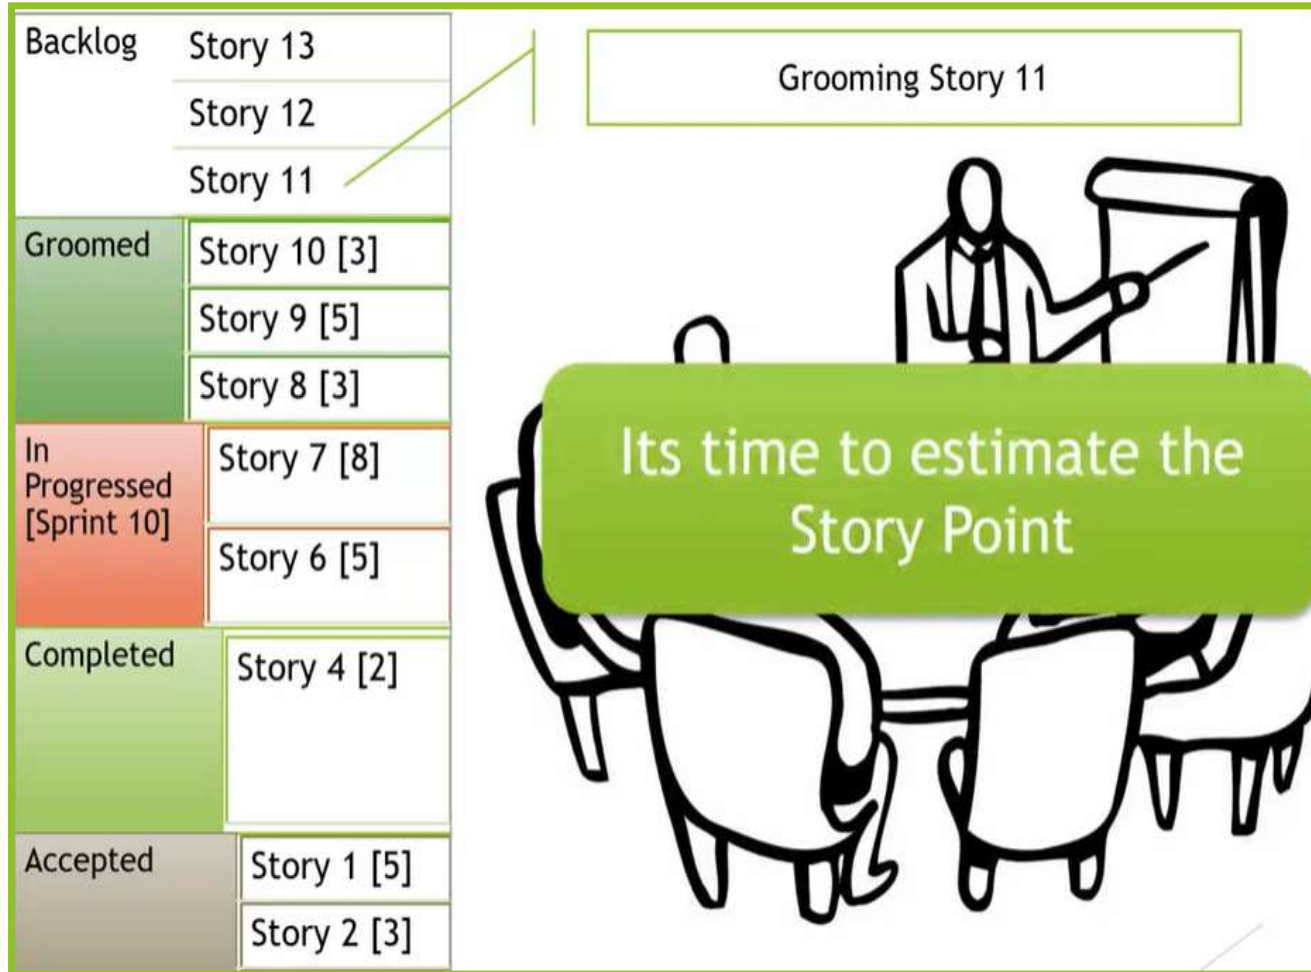 Backlog
Story 13
Story 12
Story 11
Groomed
Story 10 [3]
Story 9 [5]
Story 8 [3]
In
Progressed
[Sprint 10]
Story 7 [8]
Story 6 [5]
Completed
Story 4 [2]
Accepted
Story 1 [5]
Story 2 [3]
Grooming Story 11
Its time to estimate the
Story Point